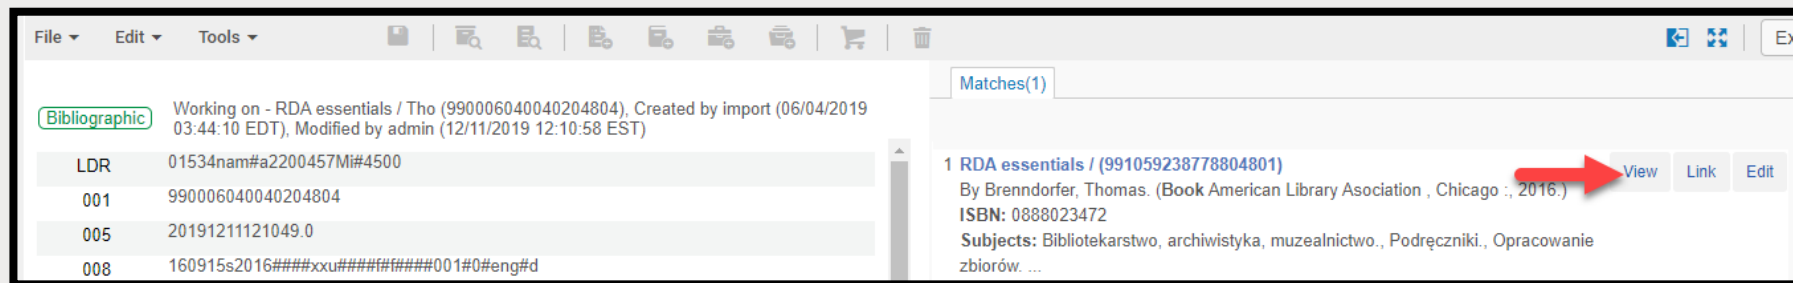 File Edit Tools Ex
Matches(1)
Bibliographic
Working on - RDA essentials / Tho (990006040040204804), Created by import (06/04/2019
03:44:10 EDT), Modified by admin (12/11/2019 12:10:58 EST)
LDR 01534nam#a2200457Mi#4500
001 990006040040204804
005 20191211121049.0
008 160915s2016####xxu####f#f####001#0#eng#d
1 RDA essentials / (991059238778804801) View Link Edit
By Brenndorfer, Thomas. (Book American Library Asociation , Chicago :, 2016.)
ISBN: 0888023472
Subjects: Bibliotekarstwo, archiwistyka, muzealnictwo., Podręczniki., Opracowanie
zbiorów. ...